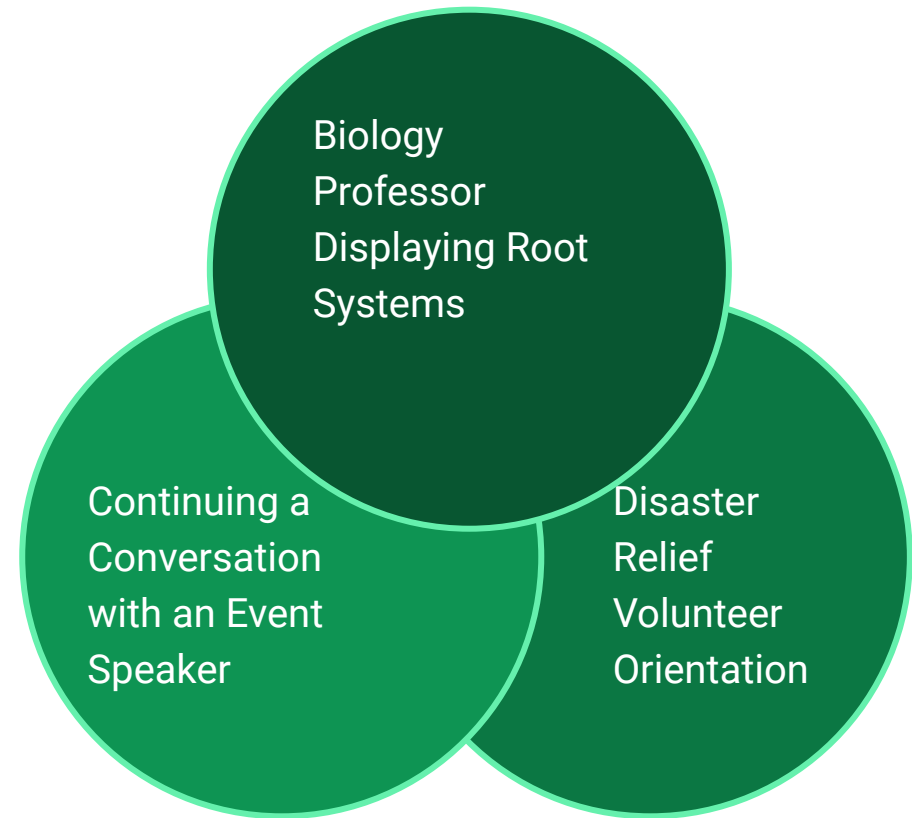 Biology
Professor
Displaying Root
Systems
Continuing a
Conversation
with an Event
Speaker
Disaster
Relief
Volunteer
Orientation